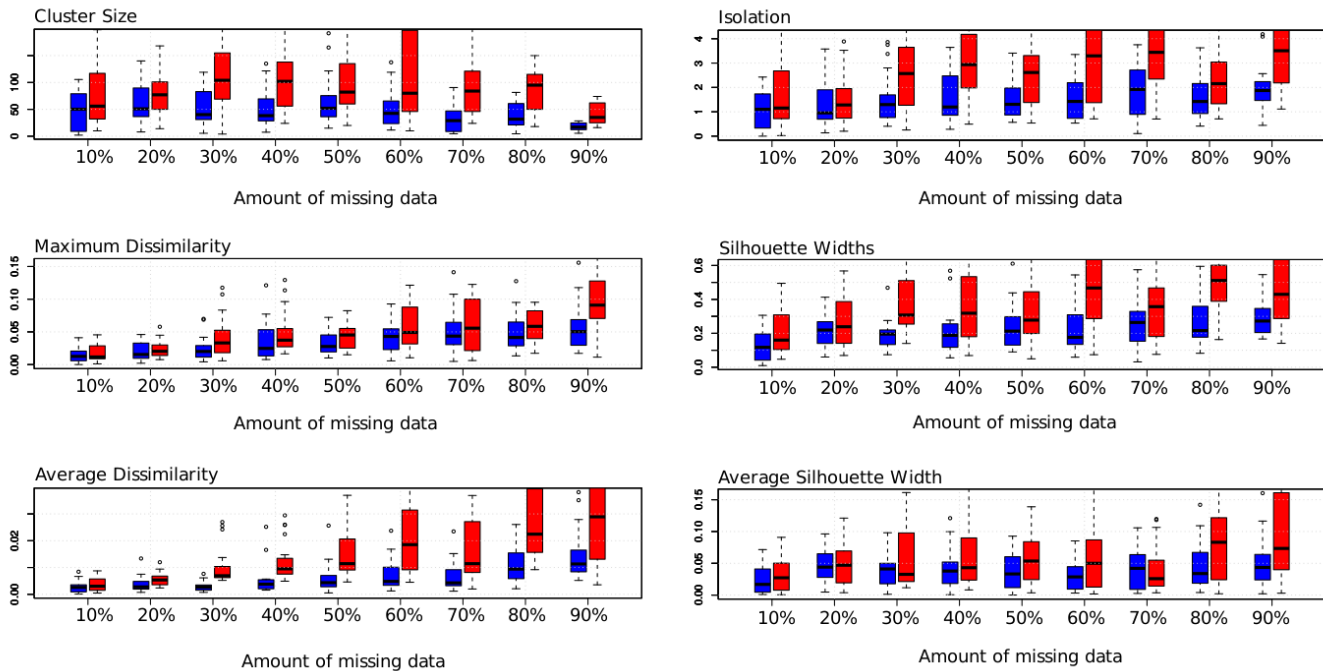 Cluster Size
0
50
100
10% 20% 30% 40% 50% 60% 70% 80% 90%
Amount of missing data
Maximum Dissimilarity
0.00
0.05
0.10
0.15
10% 20% 30% 40% 50% 60% 70% 80% 90%
Amount of missing data
Average Dissimilarity
0.00
0.02
10% 20% 30% 40% 50% 60% 70% 80% 90%
Amount of missing data
Isolation
0
1
2
3
4
10% 20% 30% 40% 50% 60% 70% 80% 90%
Amount of missing data
Silhouette Widths
0.0
0.2
0.4
0.6
10% 20% 30% 40% 50% 60% 70% 80% 90%
Amount of missing data
Average Silhouette Width
0.00
0.05
0.10
0.15
10% 20% 30% 40% 50% 60% 70% 80% 90%
Amount of missing data